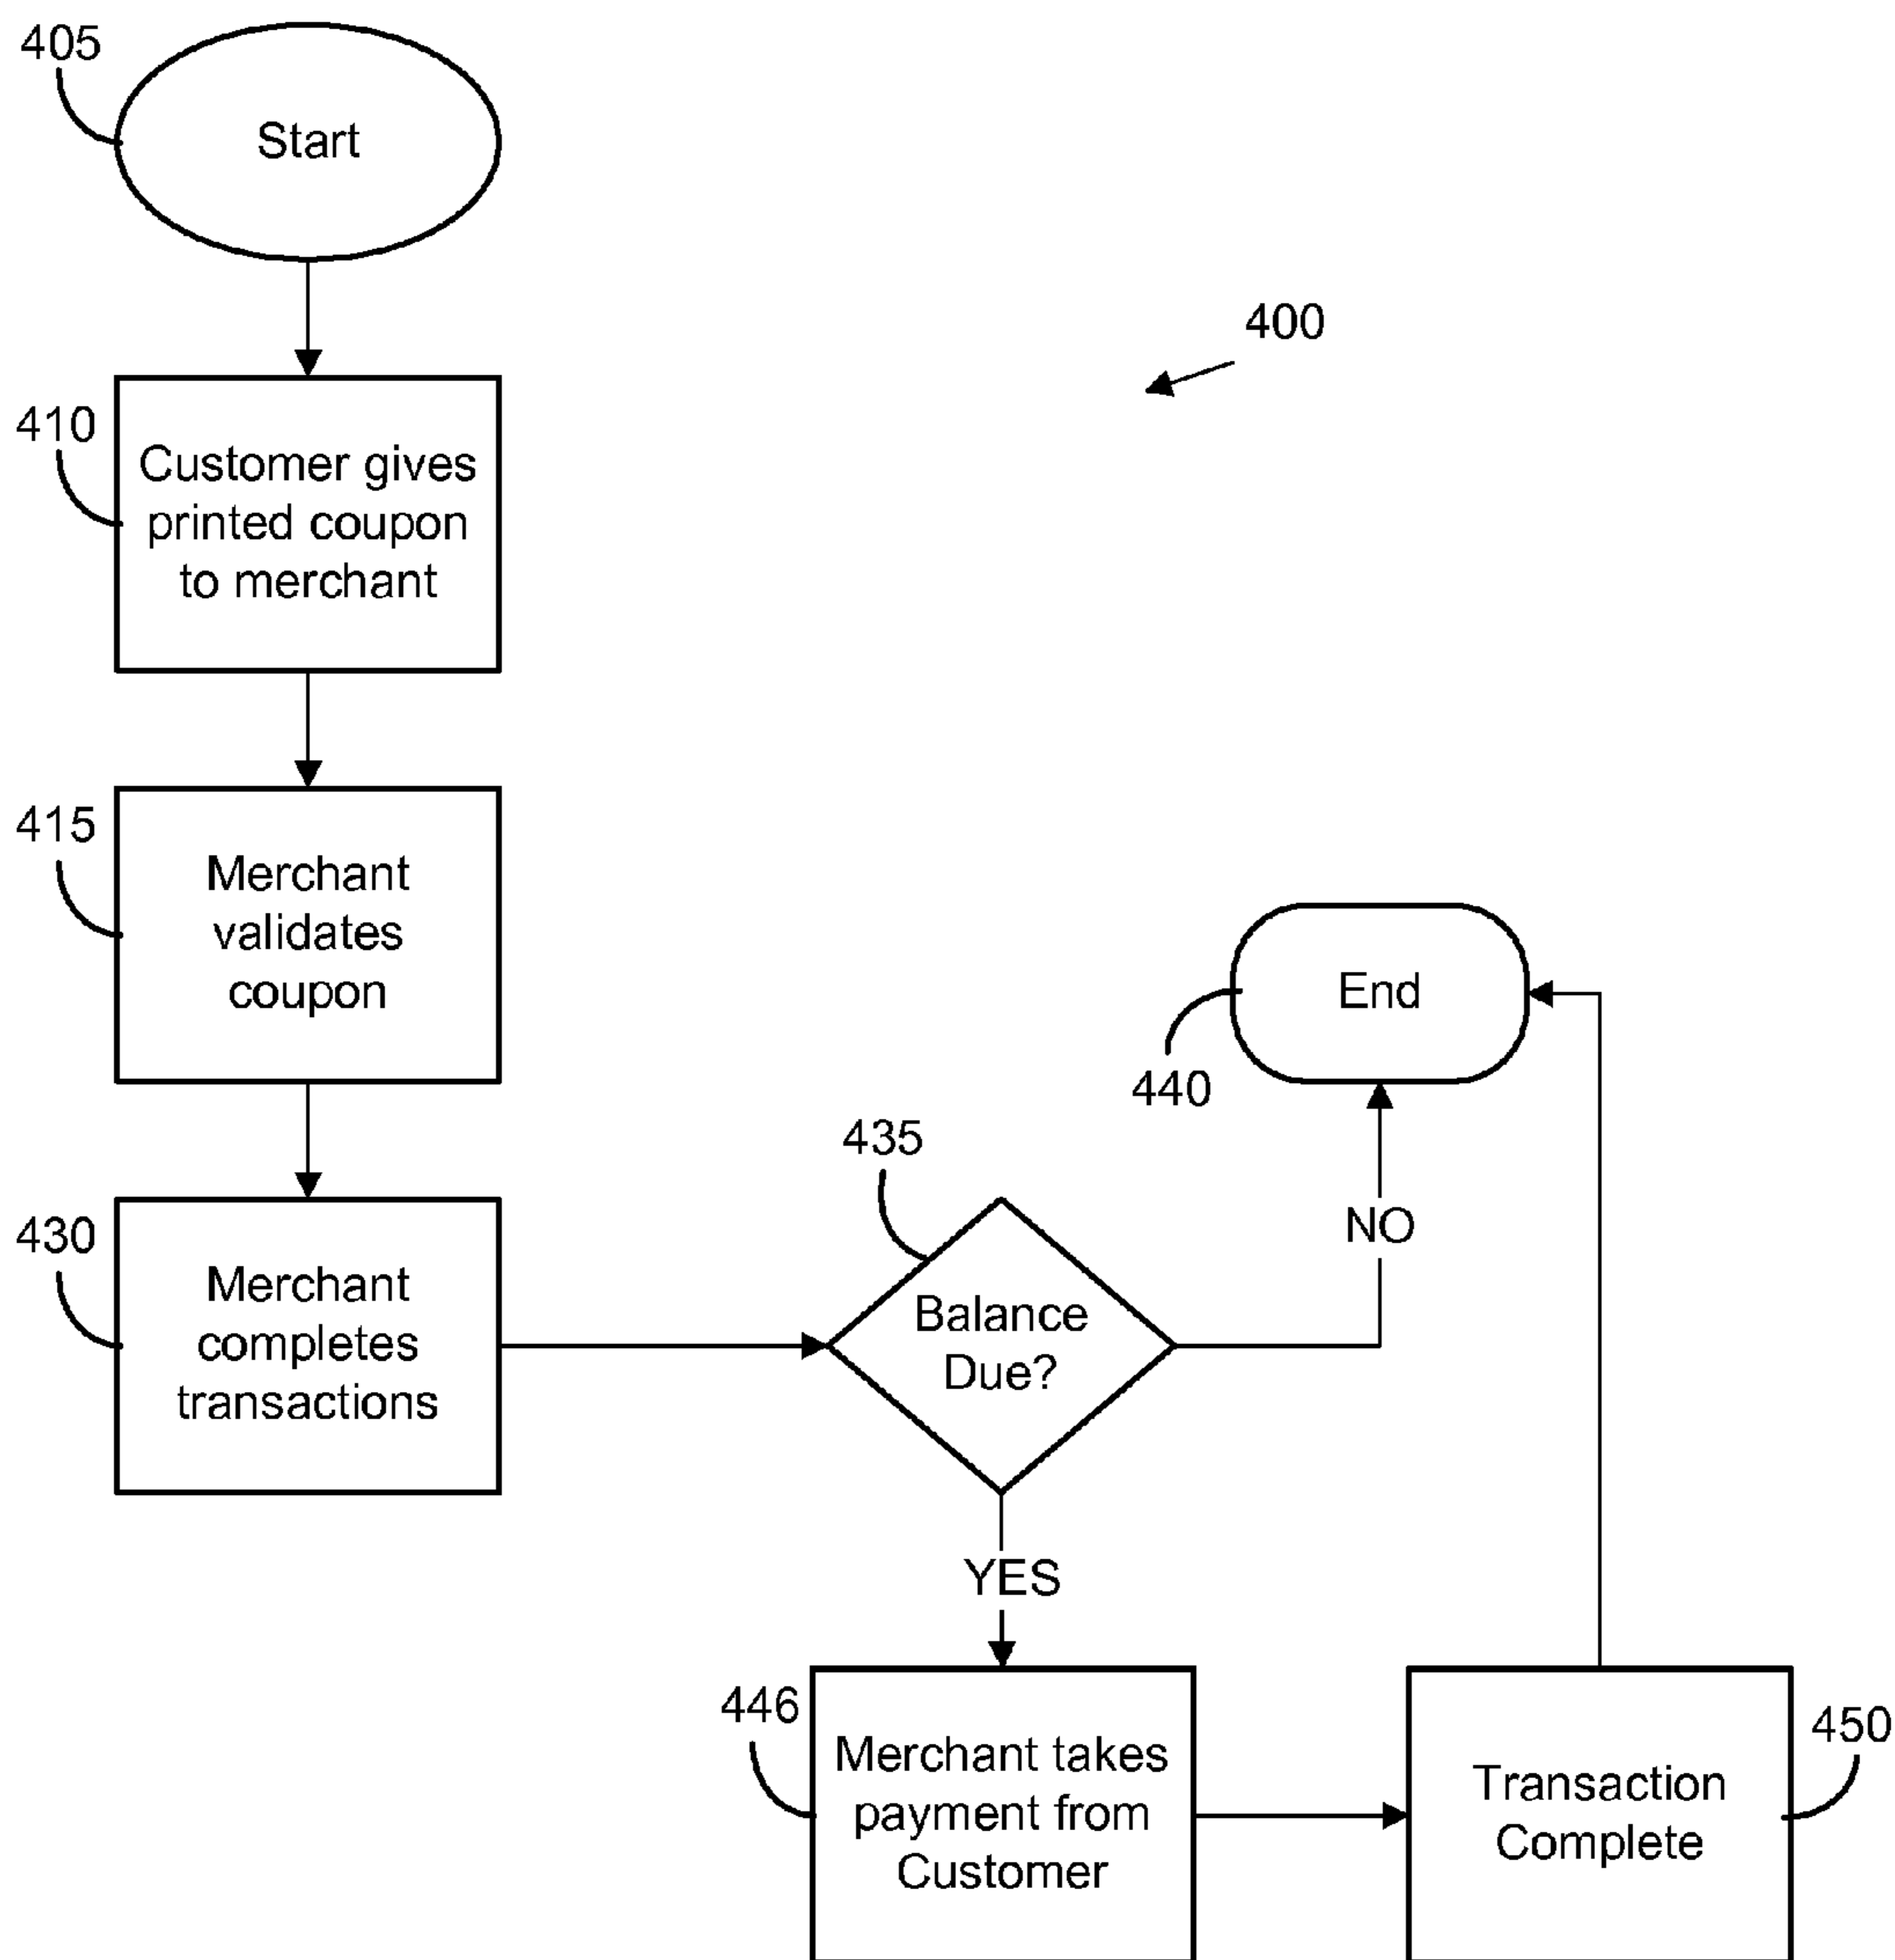 405
Start
400
410
Customer gives
printed coupon
to merchant
415
Merchant
validates
coupon
430
Merchant
completes
transactions
435
Balance
Due?
NO
End
440
YES
446
Merchant takes
payment from
Customer
Transaction
Complete
450